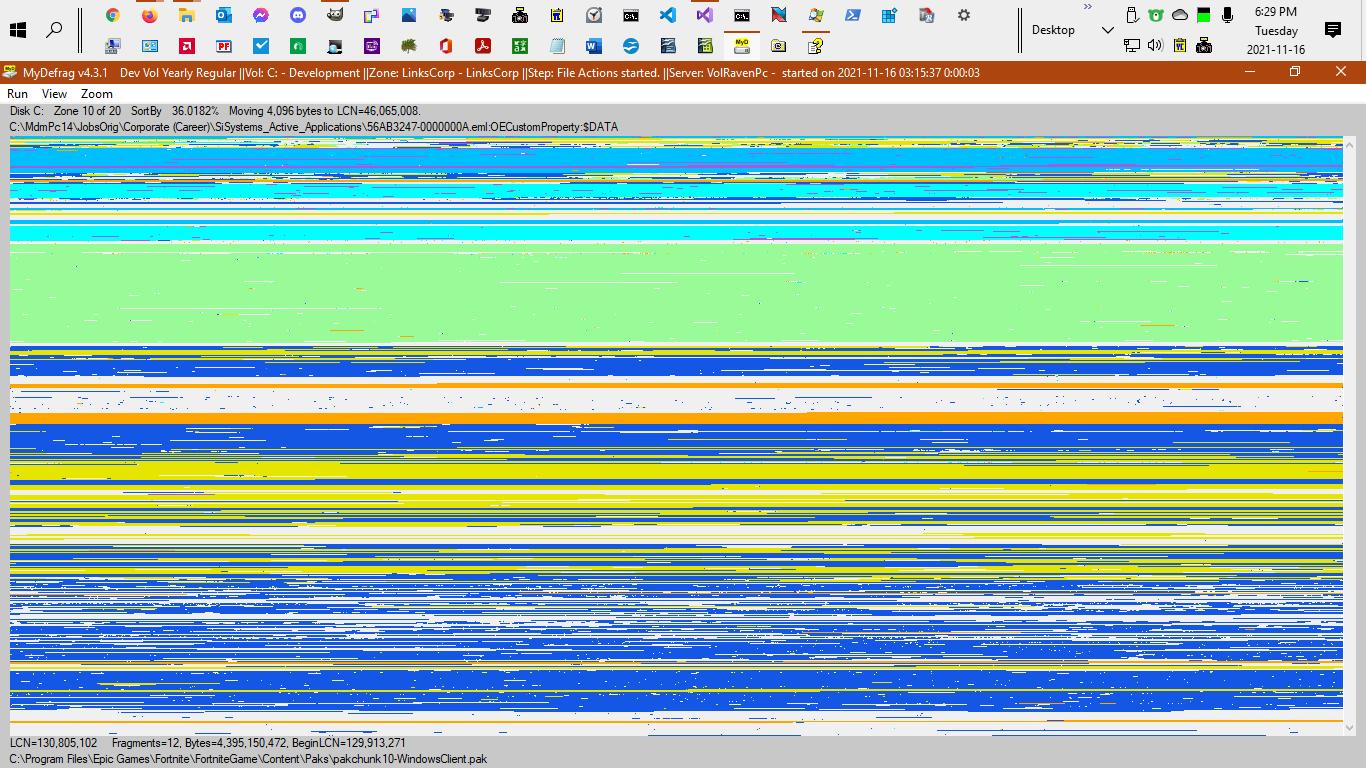 6:29 PM
Desktop
Tuesday
2021-11-16
MyDefrag v4.3.1 Dev Vol Yearly Regular ||Vol: C: - Development ||Zone: LinksCorp - LinksCorp ||Step: File Actions started. ||Server: VolRavenPc - started on 2021-11-16 03:15:37 0:00:03
Run View Zoom
Disk C: Zone 10 of 20 SortBy 36.0182% Moving 4,096 bytes to LCN=46,065,008.
C:\MdmPc14\JobsOrig\Corporate (Career)\SiSystems_Active_Applications\56AB3247-0000000A.eml:OECustomProperty:$DATA
LCN=130,805,102 Fragments=12, Bytes=4,395,150,472, BeginLCN=129,913,271
C:\Program Files\Epic Games\Fortnite\FortniteGame\Content\Paks\pakchunk10-WindowsClient.pak